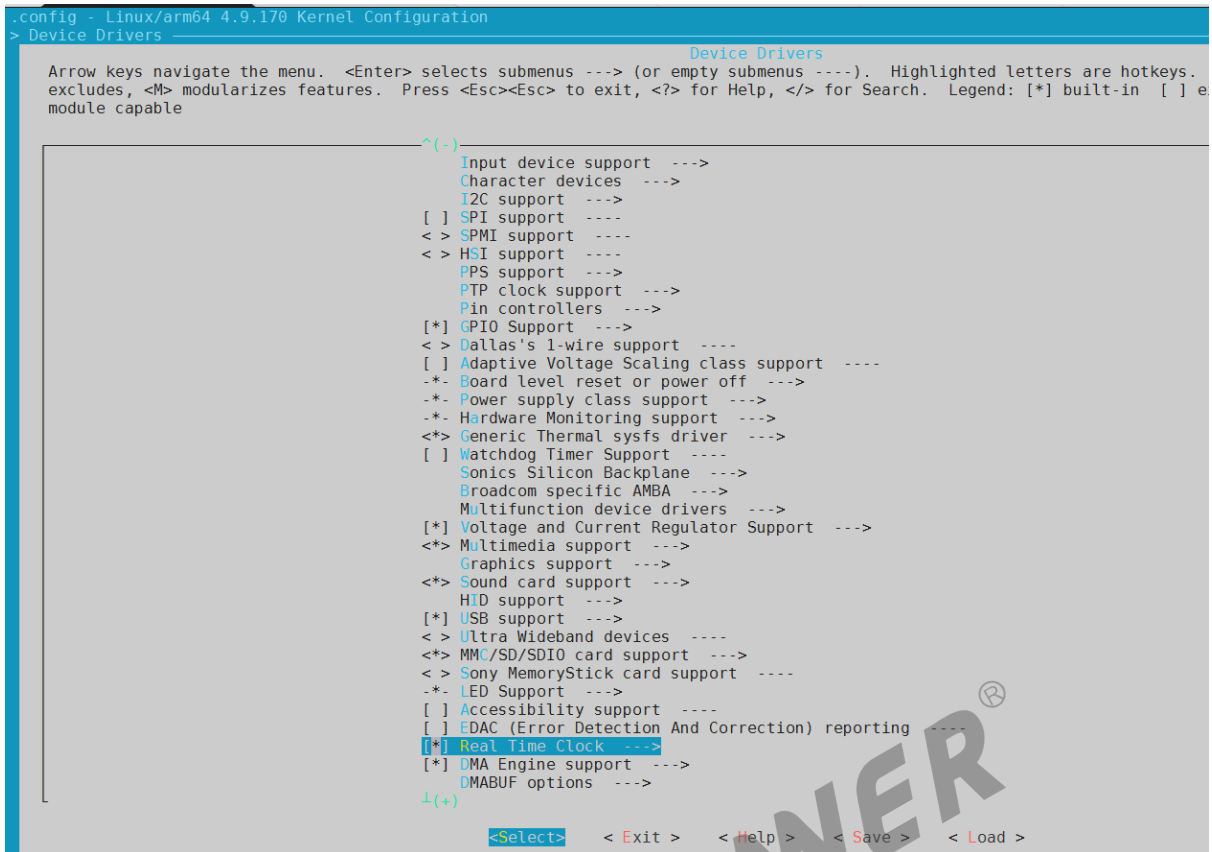 .config - Linux/arm64 4.9.170 Kernel Configuration
> Device Drivers
Device Drivers
Arrow keys navigate the menu.  <Enter> selects submenus ---> (or empty submenus ----).  Highlighted letters are hotkeys.
excludes, <M> modularizes features.  Press <Esc><Esc> to exit, <?> for Help, </> for Search.  Legend: [*] built-in  [ ] e
module capable
^(-)
Input device support  --->
Character devices  --->
I2C support  --->
[ ] SPI support  ----
< > SPMI support  ----
< > HSI support  ----
PPS support  --->
PTP clock support  --->
Pin controllers  --->
[*] GPIO Support  --->
< > Dallas's 1-wire support  ----
[ ] Adaptive Voltage Scaling class support  ----
-*- Board level reset or power off  --->
-*- Power supply class support  --->
-*- Hardware Monitoring support  --->
<*> Generic Thermal sysfs driver  --->
[ ] Watchdog Timer Support  ----
Sonics Silicon Backplane  --->
Broadcom specific AMBA  --->
Multifunction device drivers  --->
[*] Voltage and Current Regulator Support  --->
<*> Multimedia support  --->
Graphics support  --->
<*> Sound card support  --->
HID support  --->
[*] USB support  --->
< > Ultra Wideband devices  ----
<*> MMC/SD/SDIO card support  --->
< > Sony MemoryStick card support  ----
-*- LED Support  --->
[ ] Accessibility support  ----
[ ] EDAC (Error Detection And Correction) reporting  ----
[*] Real Time Clock  --->
[*] DMA Engine support  --->
DMABUF options  --->
┴(+)
<Select>    < Exit >    < Help >    < Save >    < Load >
NER®